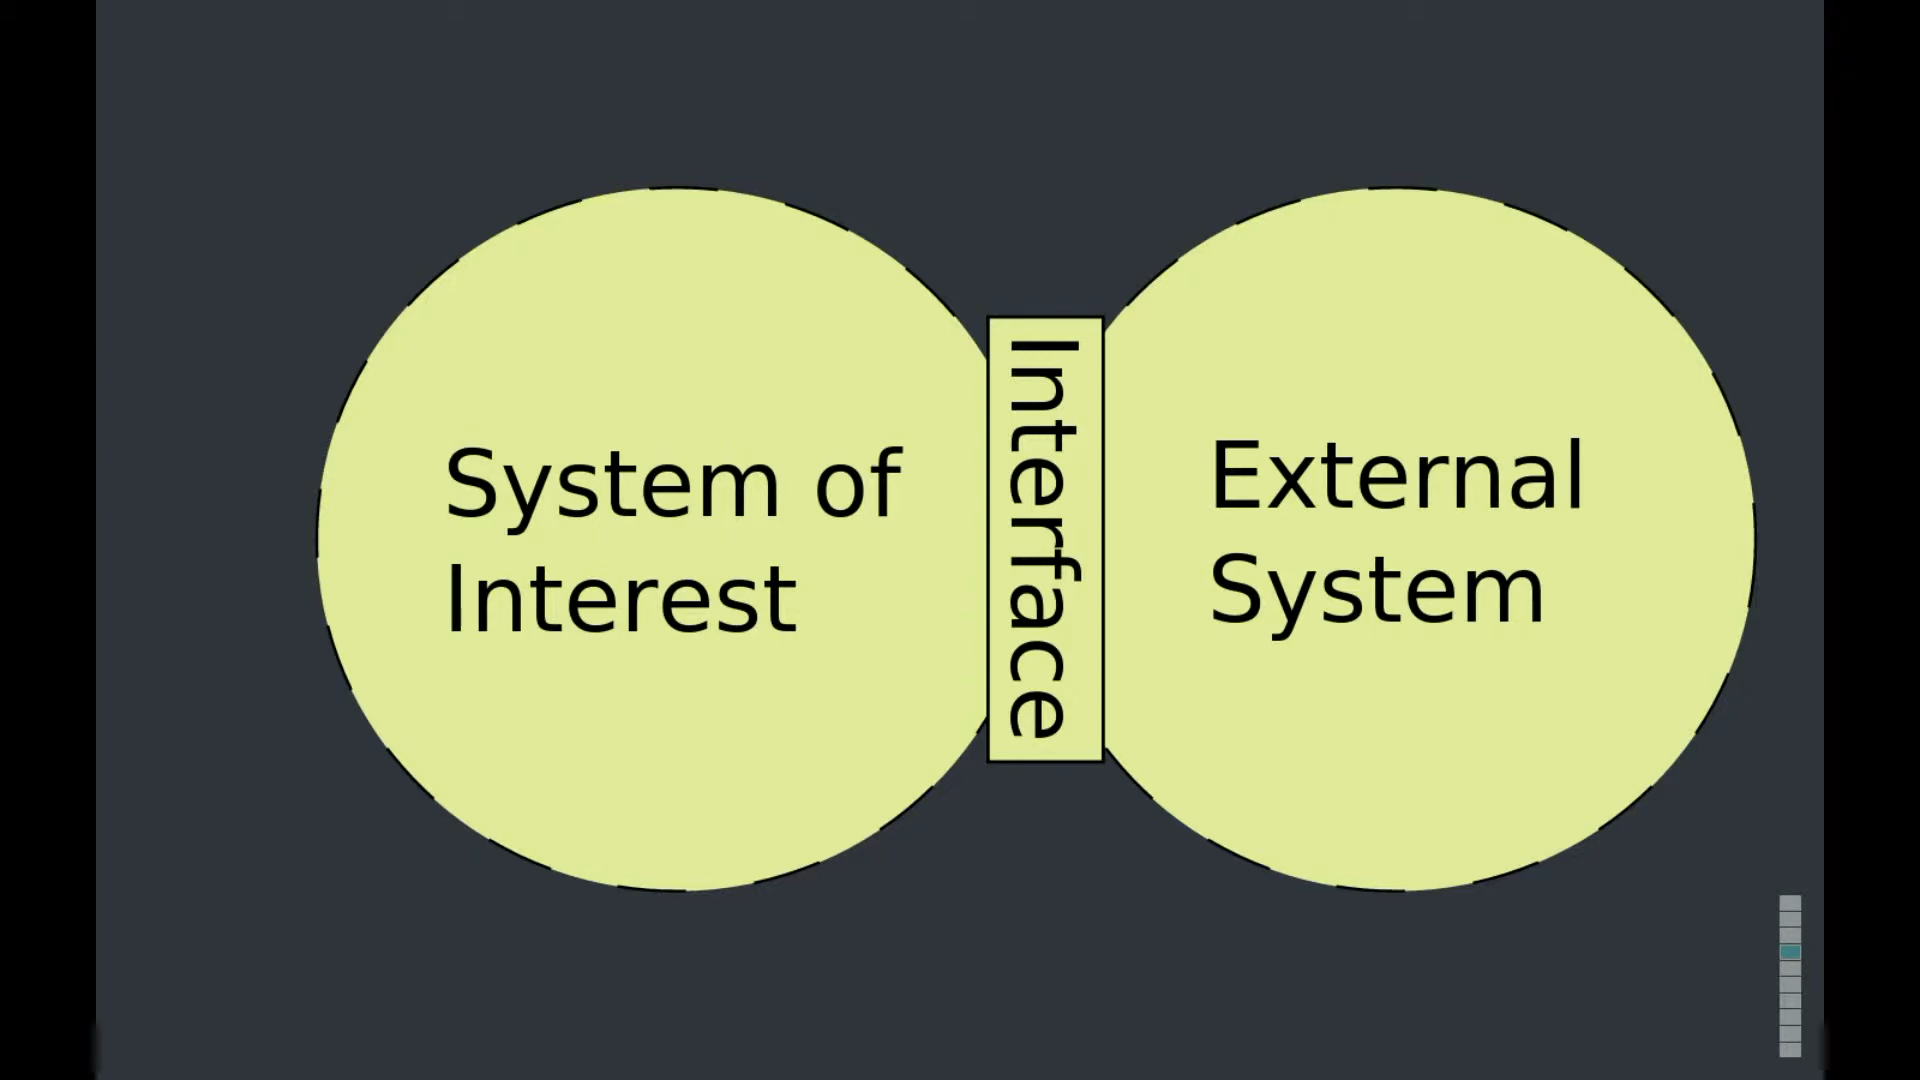 System of
Interest
Interface
External
System